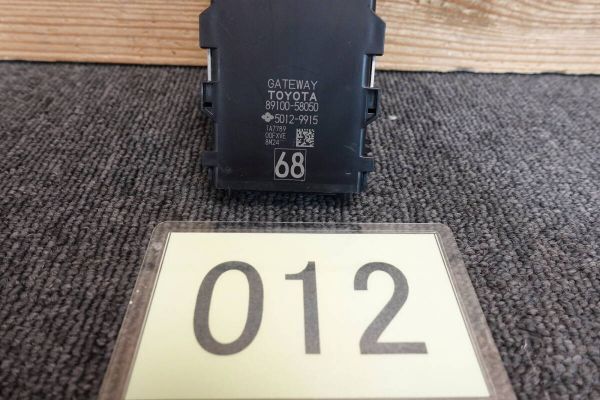 GATEWAY
TOYOTA
89100-58050
5012-9915
1A7789
00FXVE
8M24
68
012